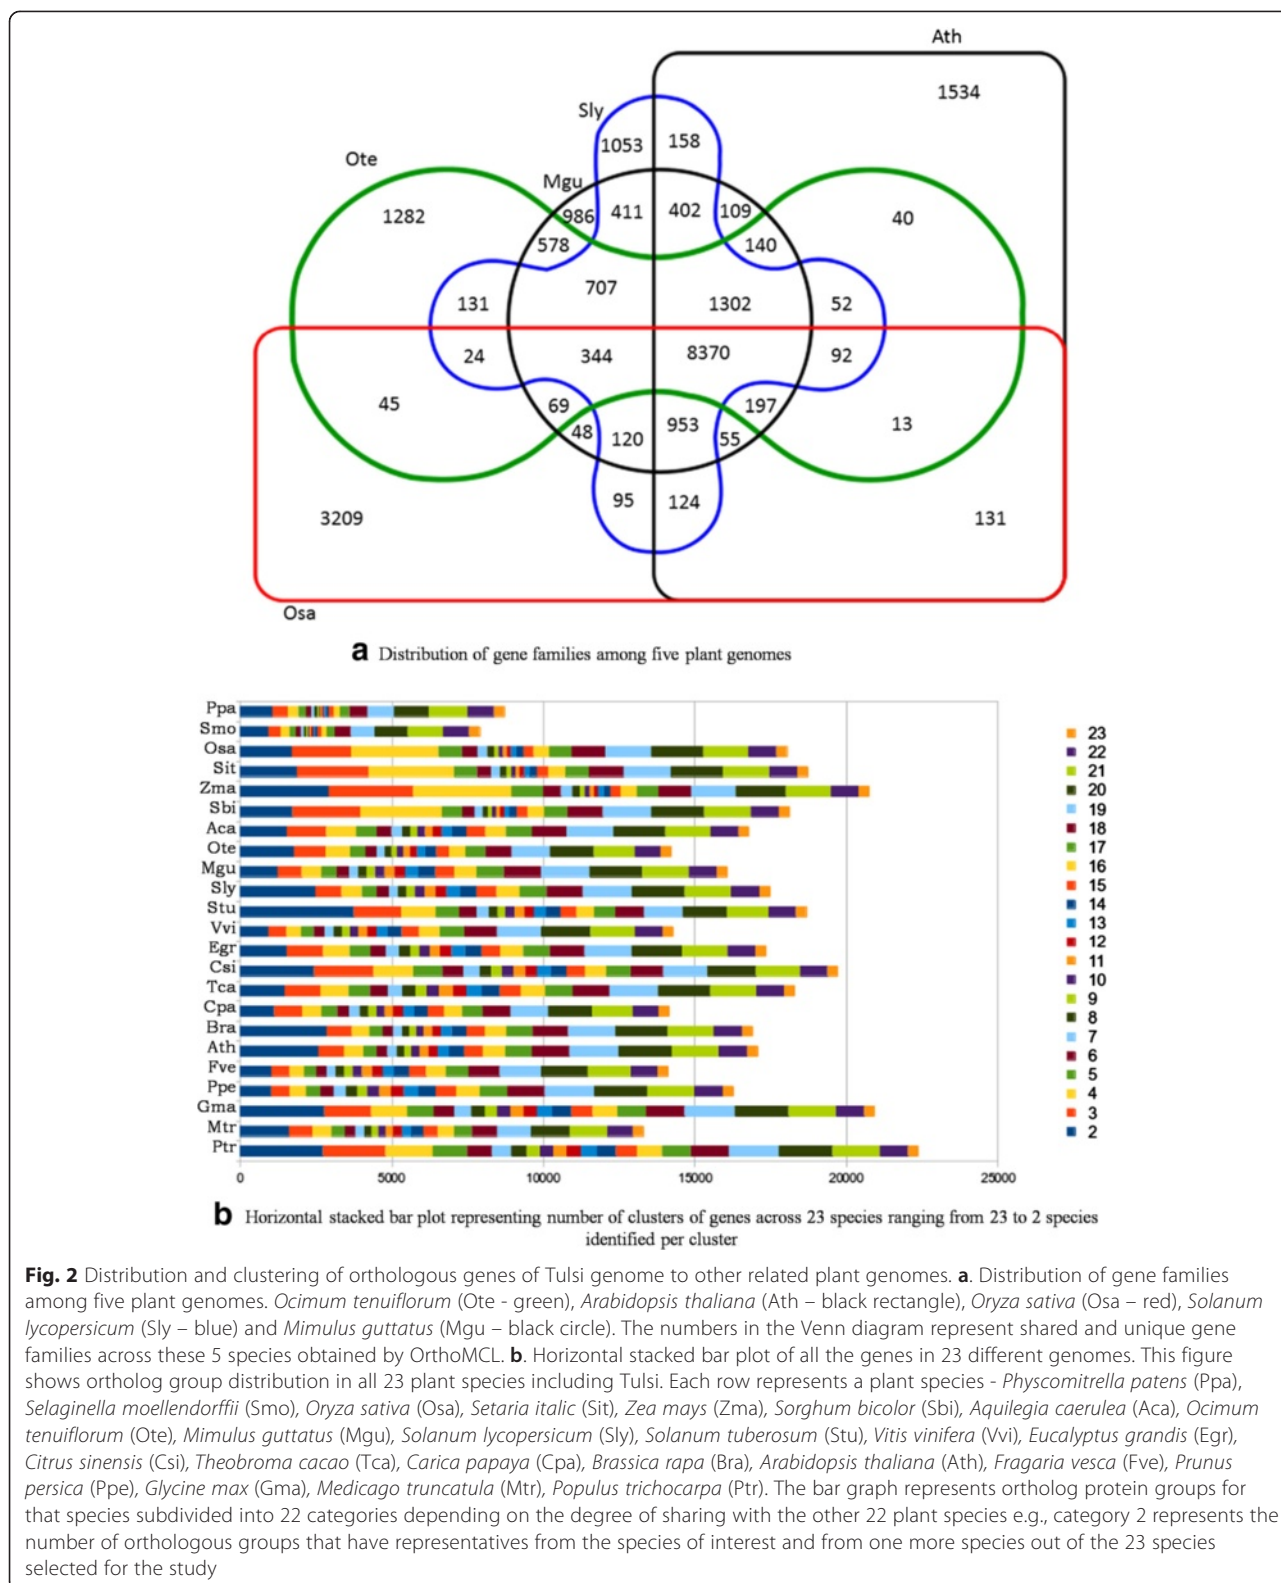 Ath
1534
Sly
1053 158
Ote
Mgu
1282
986 411 402 109
40
578 140
707
131 1302 52
24 344 8370 92
45
69 197
48 120 953 55
13
95 124
3209
131
Osa
a Distribution of gene families among five plant genomes
Ppa
Smo
Osa
Sit
Zma
Sbi
Aca
Ote
Mgu
Sly
Stu
Vvi
Egr
Csi
Tca
Cpa
Bra
Ath
Fve
Ppe
Gma
Mtr
Ptr
0 5000 10000 15000 20000 25000
23
22
21
20
19
18
17
16
15
14
13
12
11
10
9
8
7
6
5
4
3
2
b Horizontal stacked bar plot representing number of clusters of genes across 23 species ranging from 23 to 2 species
identified per cluster
Fig. 2 Distribution and clustering of orthologous genes of Tulsi genome to other related plant genomes. a. Distribution of gene families
among five plant genomes. Ocimum tenuiflorum (Ote - green), Arabidopsis thaliana (Ath – black rectangle), Oryza sativa (Osa – red), Solanum
lycopersicum (Sly – blue) and Mimulus guttatus (Mgu – black circle). The numbers in the Venn diagram represent shared and unique gene
families across these 5 species obtained by OrthoMCL. b. Horizontal stacked bar plot of all the genes in 23 different genomes. This figure
shows ortholog group distribution in all 23 plant species including Tulsi. Each row represents a plant species - Physcomitrella patens (Ppa),
Selaginella moellendorffii (Smo), Oryza sativa (Osa), Setaria italic (Sit), Zea mays (Zma), Sorghum bicolor (Sbi), Aquilegia caerulea (Aca), Ocimum
tenuiflorum (Ote), Mimulus guttatus (Mgu), Solanum lycopersicum (Sly), Solanum tuberosum (Stu), Vitis vinifera (Vvi), Eucalyptus grandis (Egr),
Citrus sinensis (Csi), Theobroma cacao (Tca), Carica papaya (Cpa), Brassica rapa (Bra), Arabidopsis thaliana (Ath), Fragaria vesca (Fve), Prunus
persica (Ppe), Glycine max (Gma), Medicago truncatula (Mtr), Populus trichocarpa (Ptr). The bar graph represents ortholog protein groups for
that species subdivided into 22 categories depending on the degree of sharing with the other 22 plant species e.g., category 2 represents the
number of orthologous groups that have representatives from the species of interest and from one more species out of the 23 species
selected for the study